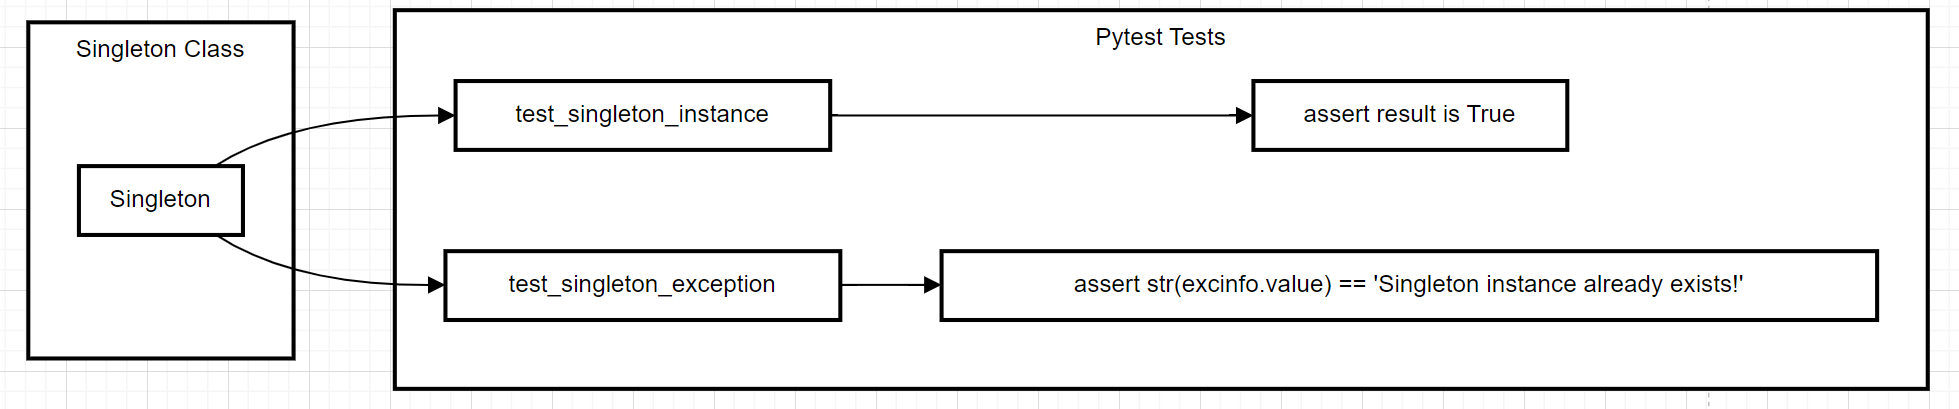 Singleton Class
Singleton
Pytest Tests
test_singleton_instance
assert result is True
test_singleton_exception
assert str(excinfo.value) == 'Singleton instance already exists!'